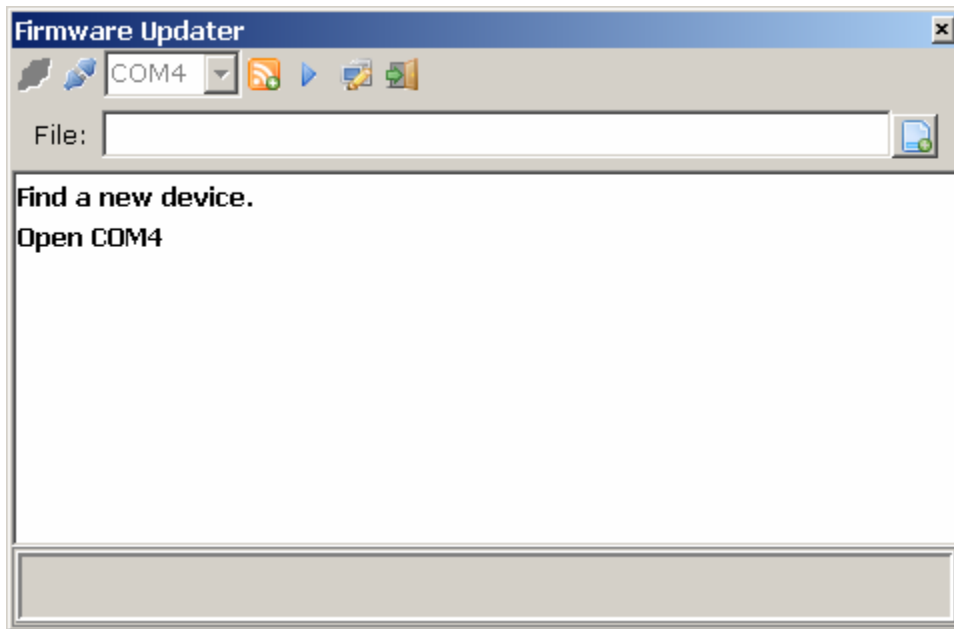 Firmware Updater
COM4
File:
Find a new device.
Open COM4